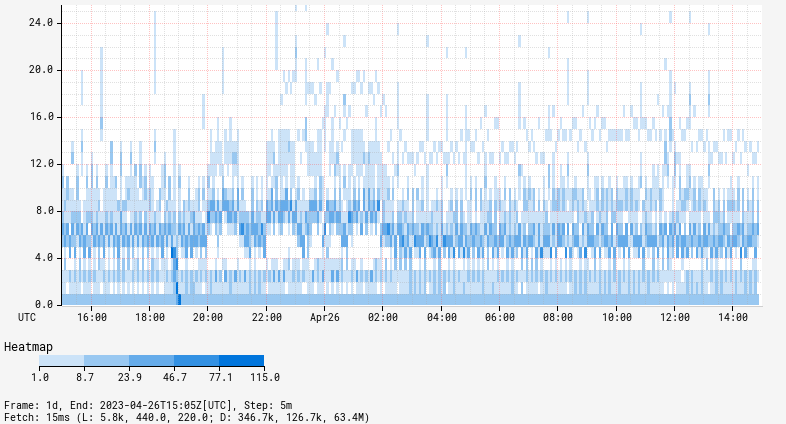 24.0
20.0
16.0
12.0
8.0
4.0
0.0
UTC 16:00 18:00 20:00 22:00 Apr26 02:00 04:00 06:00 08:00 10:00 12:00 14:00
Heatmap
1.0 8.7 23.9 46.7 77.1 115.0
Frame: 1d, End: 2023-04-26T15:05Z[UTC], Step: 5m
Fetch: 15ms (L: 5.8k, 440.0, 220.0; D: 346.7k, 126.7k, 63.4M)